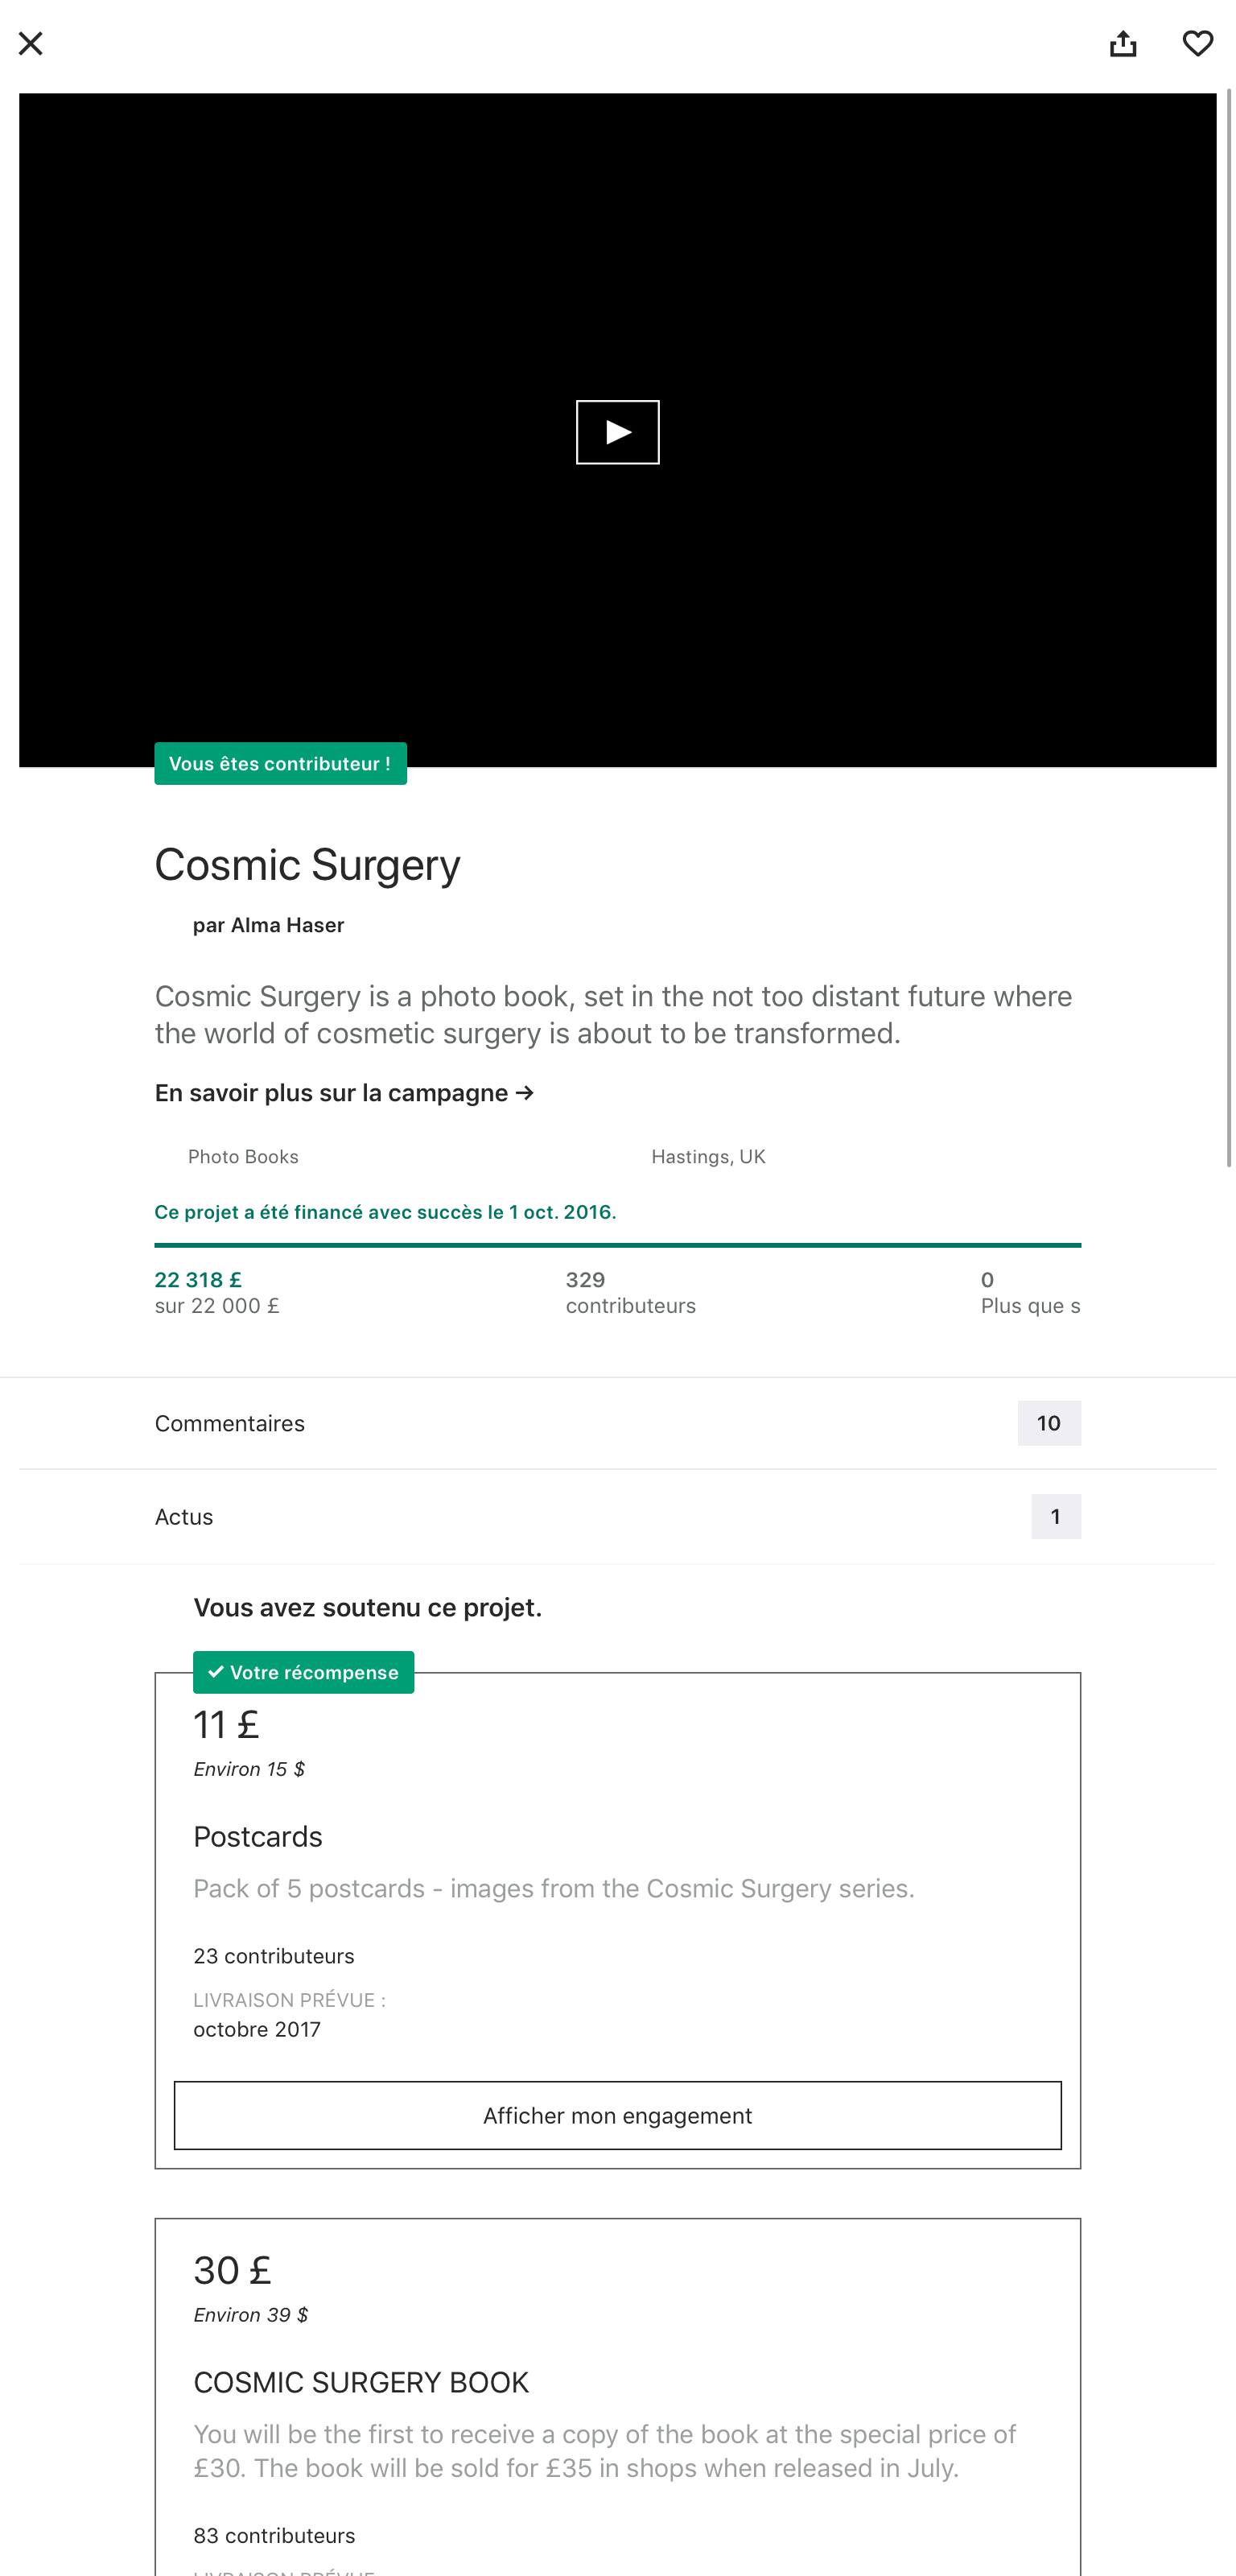 Vous êtes contributeur !
Cosmic Surgery
par Alma Haser
Cosmic Surgery is a photo book, set in the not too distant future where
the world of cosmetic surgery is about to be transformed.
En savoir plus sur la campagne →
Photo Books
Hastings, UK
Ce projet a été financé avec succès le 1 oct. 2016.
22 318 £
sur 22 000 £
329
contributeurs
0
Plus que s
Commentaires
10
Actus
1
Vous avez soutenu ce projet.
✓ Votre récompense
11 £
Environ 15 $
Postcards
Pack of 5 postcards - images from the Cosmic Surgery series.
23 contributeurs
LIVRAISON PRÉVUE :
octobre 2017
Afficher mon engagement
30 £
Environ 39 $
COSMIC SURGERY BOOK
You will be the first to receive a copy of the book at the special price of
£30. The book will be sold for £35 in shops when released in July.
83 contributeurs